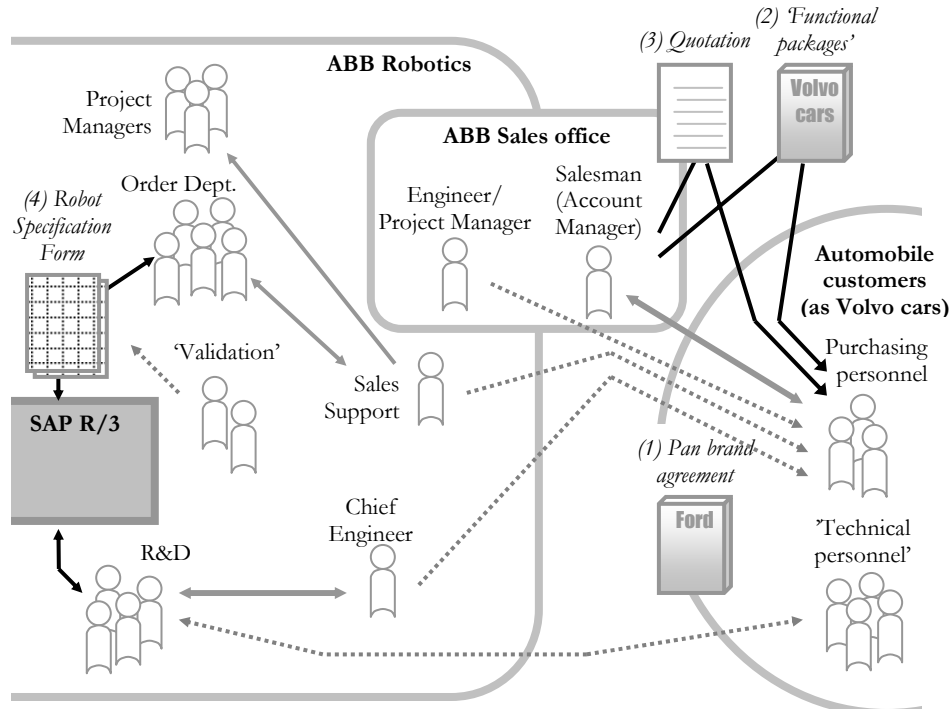 ABB Robotics
Project
Managers
Order Dept.
(4) Robot
Specification
Form
'Validation'
SAP R/3
R&D
Sales
Support
Chief
Engineer
ABB Sales office
Engineer/
Project Manager
Salesman
(Account
Manager)
(3) Quotation
(2) 'Functional
packages'
Volvo
cars
Automobile
customers
(as Volvo cars)
Purchasing
personnel
(1) Pan brand
agreement
Ford
'Technical
personnel'